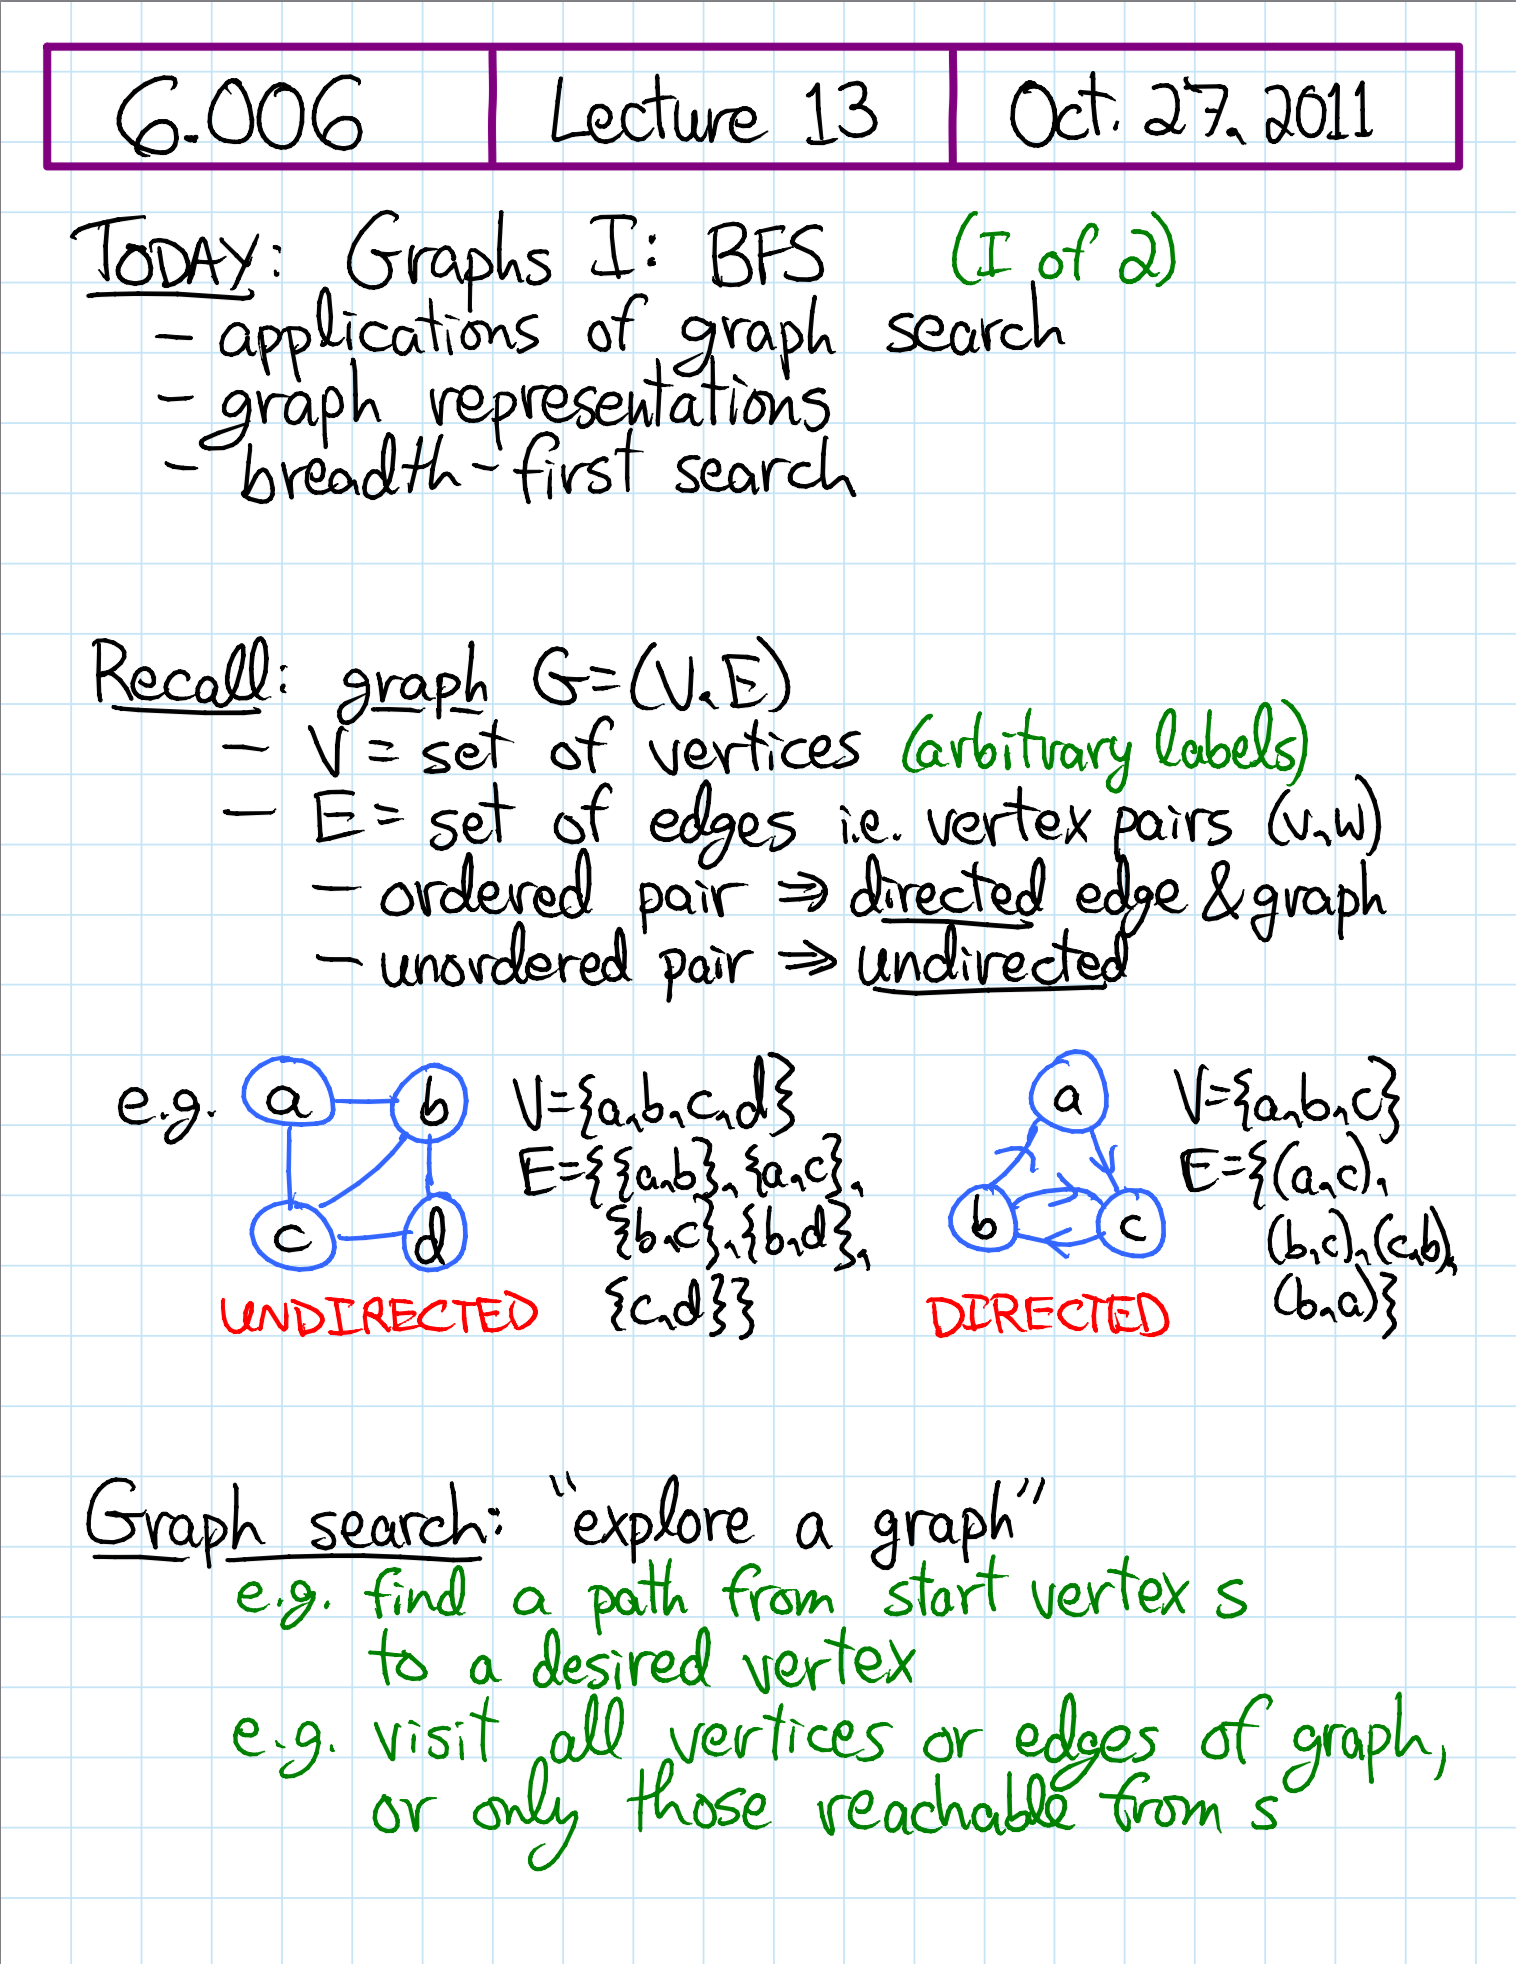 6.006 Lecture 13 Oct. 27, 2011
TODAY: Graphs I: BFS (I of 2)
- applications of graph search
- graph representations
- breadth-first search
Recall: graph G=(V,E)
- V = set of vertices (arbitrary labels)
- E = set of edges i.e. vertex pairs (v,w)
- ordered pair ⇒ directed edge & graph
- unordered pair ⇒ undirected
e.g. a b V={a,b,c,d} a V={a,b,c}
E={{a,b},{a,c}, E={(a,c),
c d {b,c},{b,d}, b c (b,c),(c,b),
UNDIRECTED {c,d}} DIRECTED (b,a)}
Graph search: "explore a graph"
e.g. find a path from start vertex s
to a desired vertex
e.g. visit all vertices or edges of graph,
or only those reachable from s